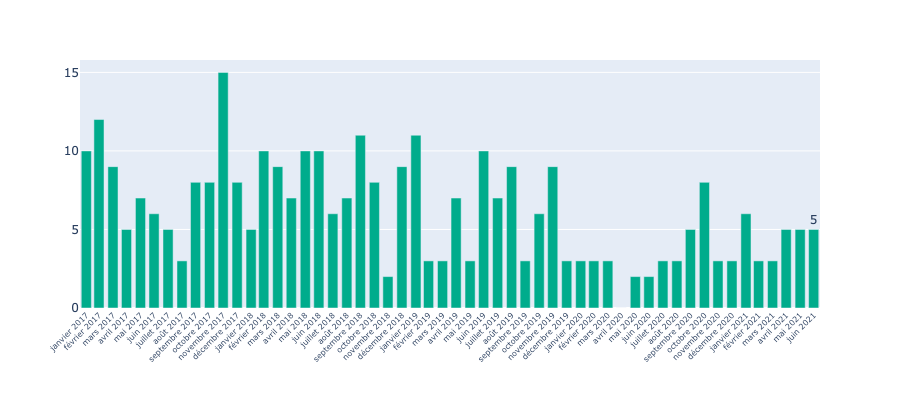 15
10
5
0
5
janvier 2017
février 2017
mars 2017
avril 2017
mai 2017
juin 2017
juillet 2017
août 2017
septembre 2017
octobre 2017
novembre 2017
décembre 2017
janvier 2018
février 2018
mars 2018
avril 2018
mai 2018
juin 2018
juillet 2018
août 2018
septembre 2018
octobre 2018
novembre 2018
décembre 2018
janvier 2019
février 2019
mars 2019
avril 2019
mai 2019
juin 2019
juillet 2019
août 2019
septembre 2019
octobre 2019
novembre 2019
décembre 2019
janvier 2020
février 2020
mars 2020
avril 2020
mai 2020
juin 2020
juillet 2020
août 2020
septembre 2020
octobre 2020
novembre 2020
décembre 2020
janvier 2021
février 2021
mars 2021
avril 2021
mai 2021
juin 2021